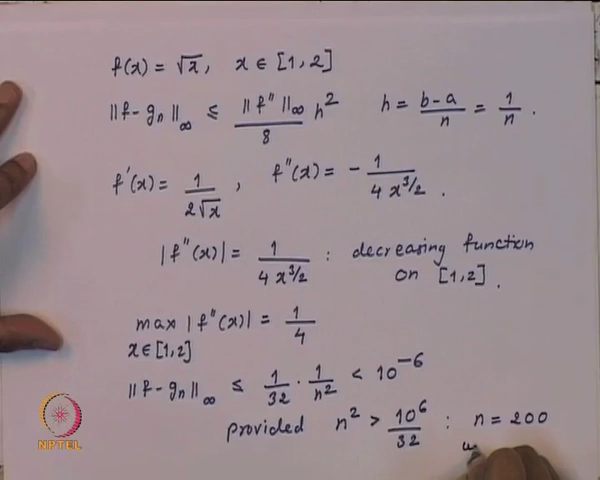 f(x) = √x, x ∈ [1, 2]
||f - gₙ||∞ ≤ ||f''||∞ / 8 h² h = (b-a)/n = 1/n .
f'(x) = 1/(2√x) , f''(x) = - 1/(4 x^(3/2)) .
|f''(x)| = 1/(4 x^(3/2)) : decreasing function
on [1, 2] .
max |f''(x)| = 1/4
x ∈ [1, 2]
||f - gₙ||∞ ≤ 1/32 · 1/n² < 10⁻⁶
provided n² > 10⁶/32 : n = 200
NPTEL